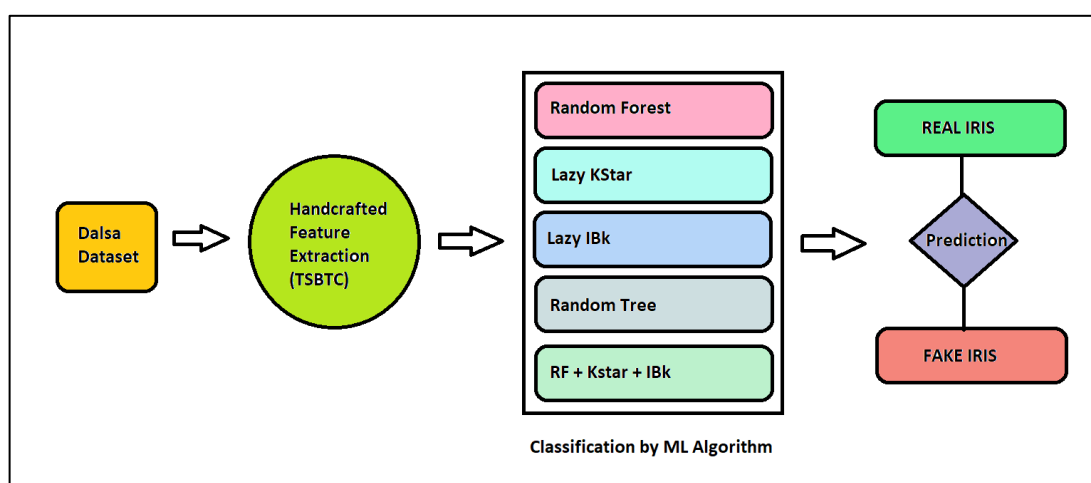 Dalsa
Dataset
Handcrafted
Feature
Extraction
(TSBTC)
Random Forest
Lazy KStar
Lazy IBk
Random Tree
RF + Kstar + IBk
Classification by ML Algorithm
REAL IRIS
Prediction
FAKE IRIS